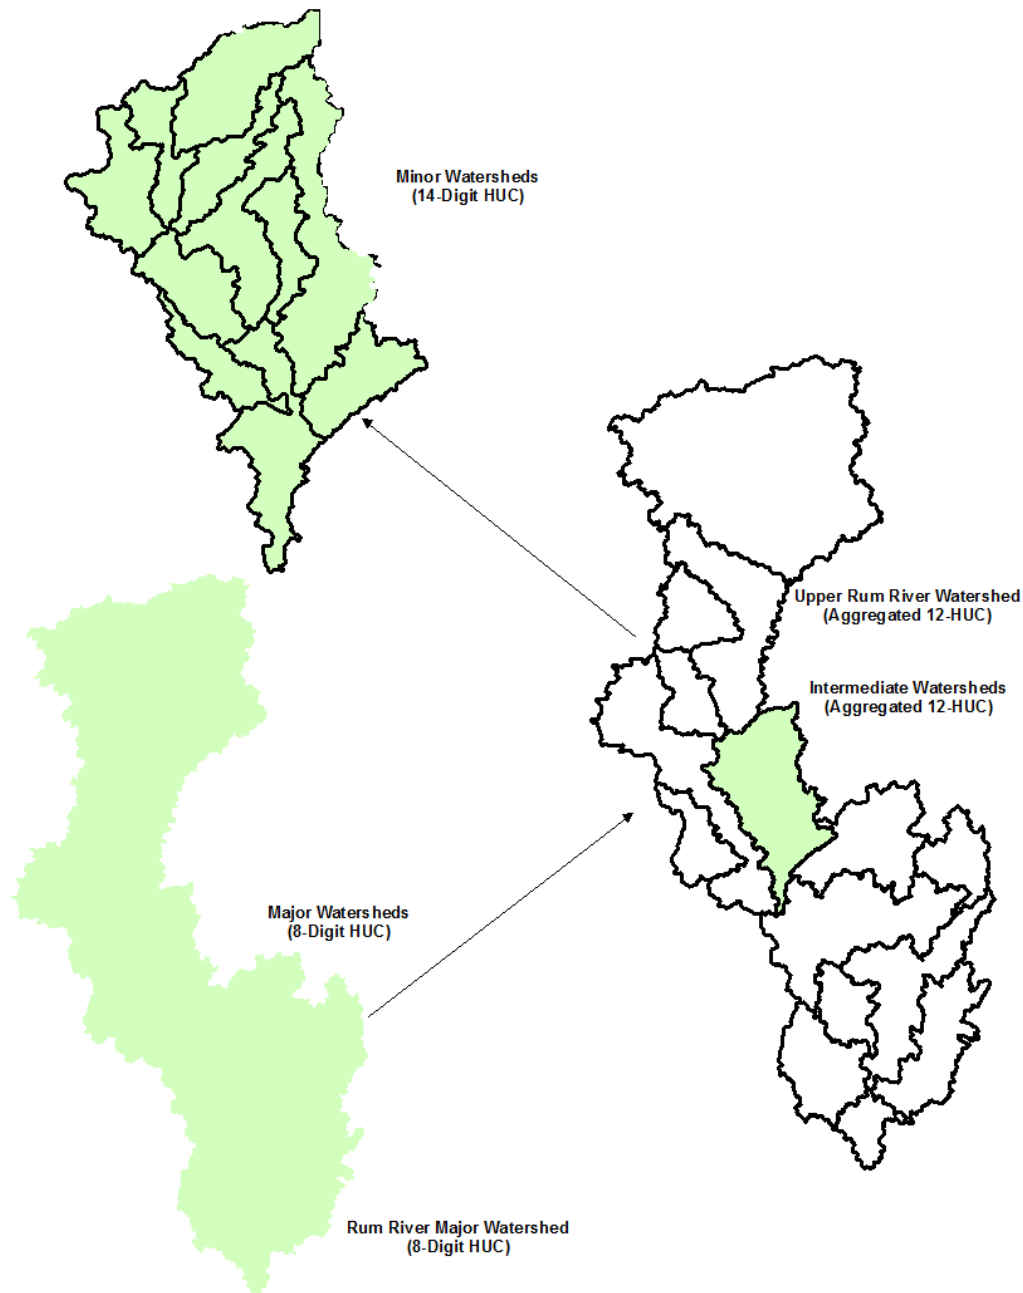 Minor Watersheds
(14-Digit HUC)
Upper Rum River Watershed
(Aggregated 12-HUC)
Intermediate Watersheds
(Aggregated 12-HUC)
Major Watersheds
(8-Digit HUC)
Rum River Major Watershed
(8-Digit HUC)